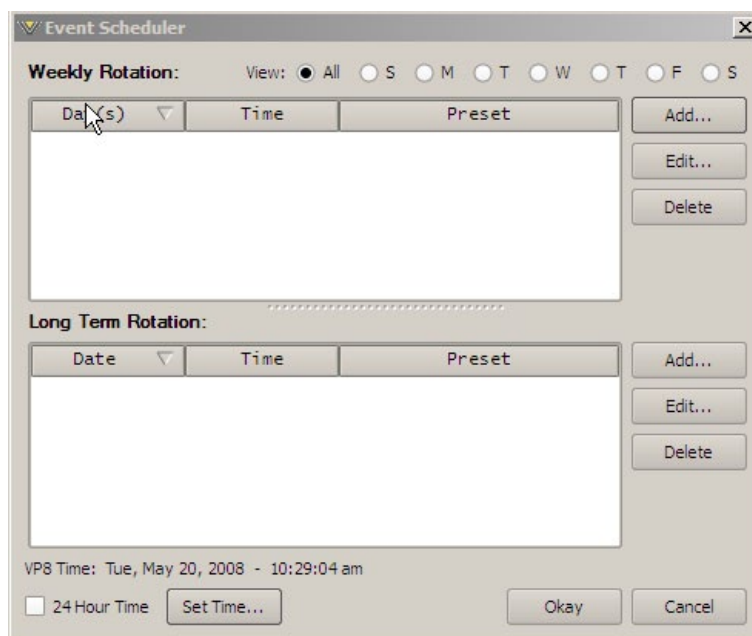 Event Scheduler
Weekly Rotation: View: All S M T W T F S
Day(s) Time Preset
Add...
Edit...
Delete
Long Term Rotation:
Date Time Preset
Add...
Edit...
Delete
VP8 Time: Tue, May 20, 2008 - 10:29:04 am
24 Hour Time Set Time... Okay Cancel